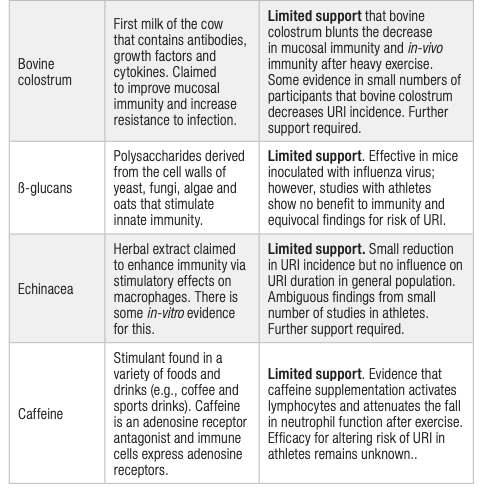 Bovine
colostrum
First milk of the cow
that contains antibodies,
growth factors and
cytokines. Claimed
to improve mucosal
immunity and increase
resistance to infection.
Limited support that bovine
colostrum blunts the decrease
in mucosal immunity and in-vivo
immunity after heavy exercise.
Some evidence in small numbers of
participants that bovine colostrum
decreases URI incidence. Further
support required.
ß-glucans
Polysaccharides derived
from the cell walls of
yeast, fungi, algae and
oats that stimulate
innate immunity.
Limited support. Effective in mice
inoculated with influenza virus;
however, studies with athletes
show no benefit to immunity and
equivocal findings for risk of URI.
Echinacea
Herbal extract claimed
to enhance immunity via
stimulatory effects on
macrophages. There is
some in-vitro evidence
for this.
Limited support. Small reduction
in URI incidence but no influence on
URI duration in general population.
Ambiguous findings from small
number of studies in athletes.
Further support required.
Caffeine
Stimulant found in a
variety of foods and
drinks (e.g., coffee and
sports drinks). Caffeine
is an adenosine receptor
antagonist and immune
cells express adenosine
receptors.
Limited support. Evidence that
caffeine supplementation activates
lymphocytes and attenuates the fall
in neutrophil function after exercise.
Efficacy for altering risk of URI in
athletes remains unknown..